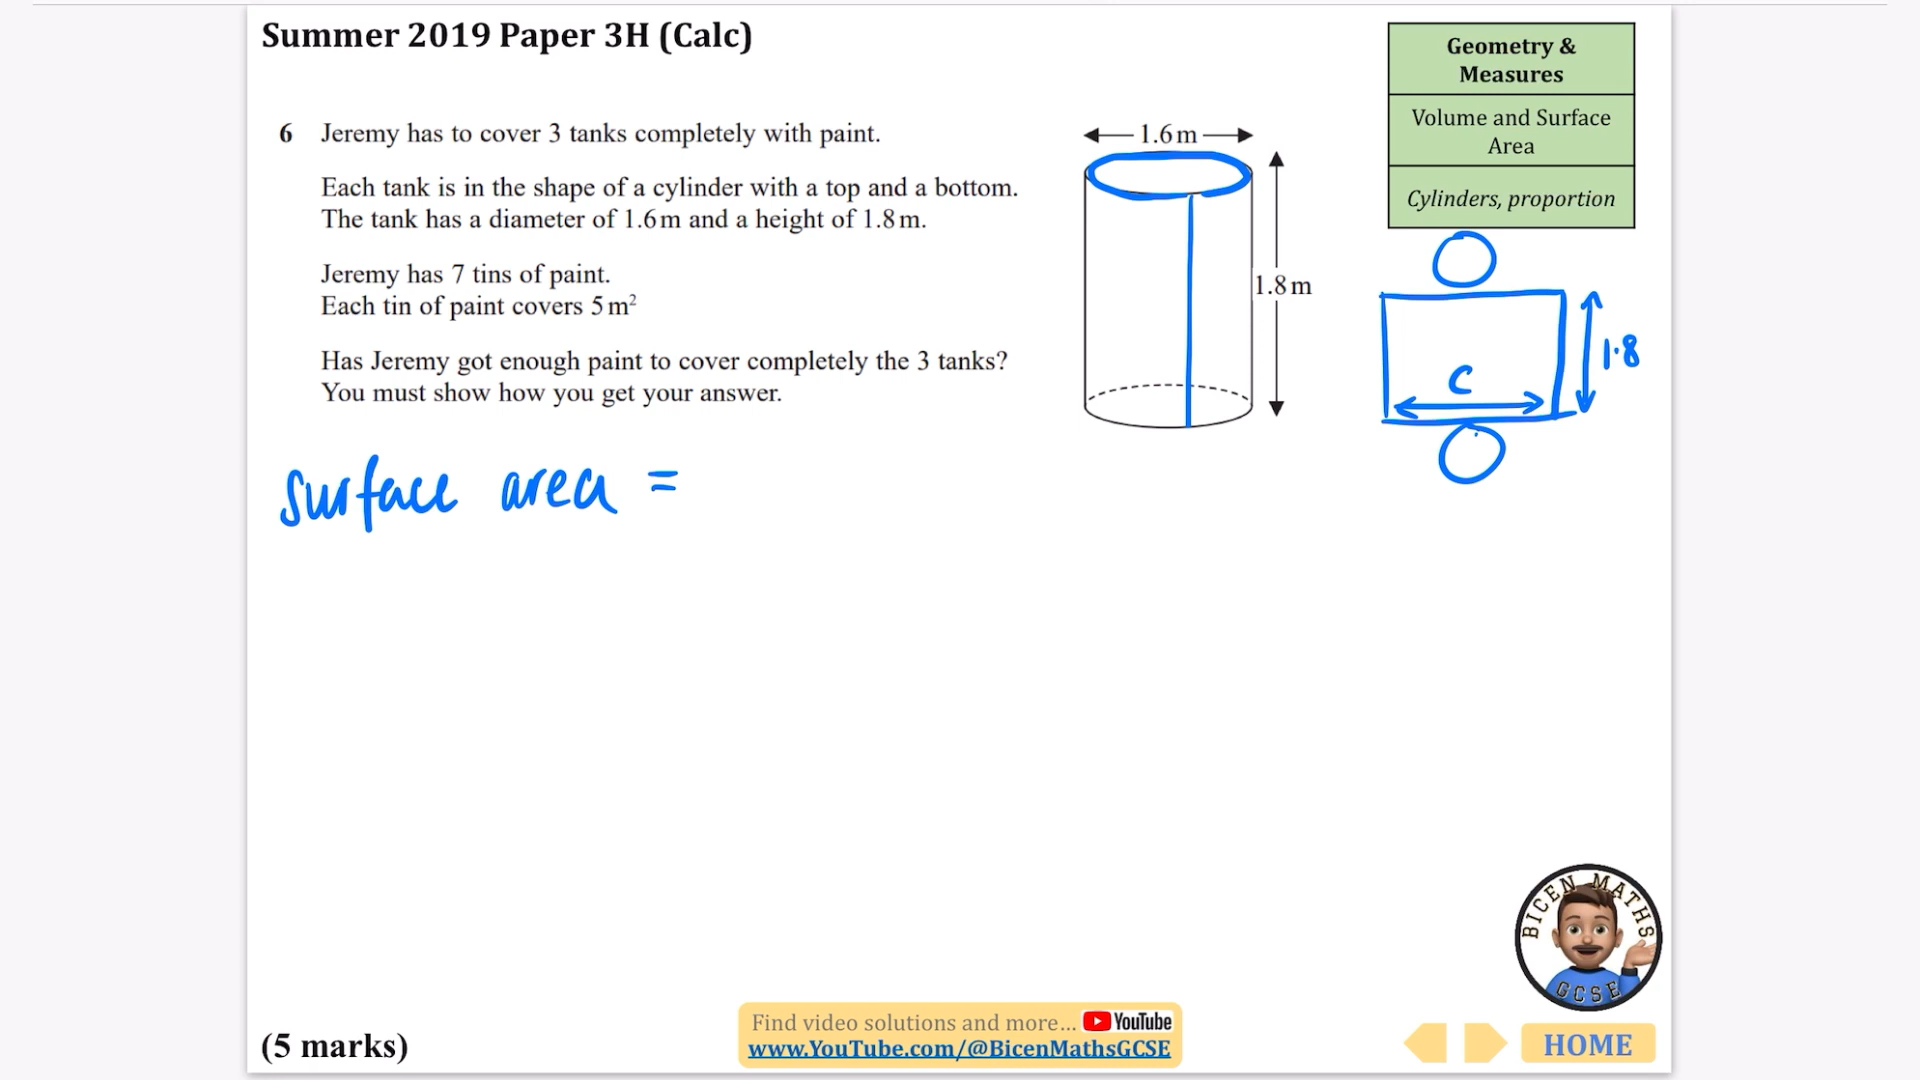 Summer 2019 Paper 3H (Calc)
Geometry &
Measures
Volume and Surface
Area
Cylinders, proportion
6 Jeremy has to cover 3 tanks completely with paint.
Each tank is in the shape of a cylinder with a top and a bottom.
The tank has a diameter of 1.6 m and a height of 1.8 m.
Jeremy has 7 tins of paint.
Each tin of paint covers 5 m²
Has Jeremy got enough paint to cover completely the 3 tanks?
You must show how you get your answer.
1.6 m
1.8 m
1.8
C
surface area =
BICEN MATHS
GCSE
(5 marks)
Find video solutions and more... YouTube
www.YouTube.com/@BicenMathsGCSE
HOME